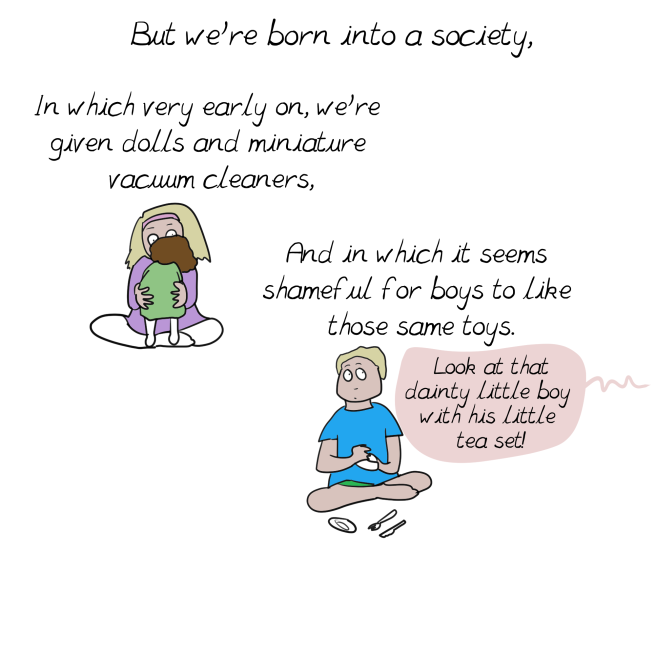 But we're born into a society,
In which very early on, we're
given dolls and miniature
vacuum cleaners,
And in which it seems
shameful for boys to like
those same toys.
Look at that
dainty little boy
with his little
tea set!